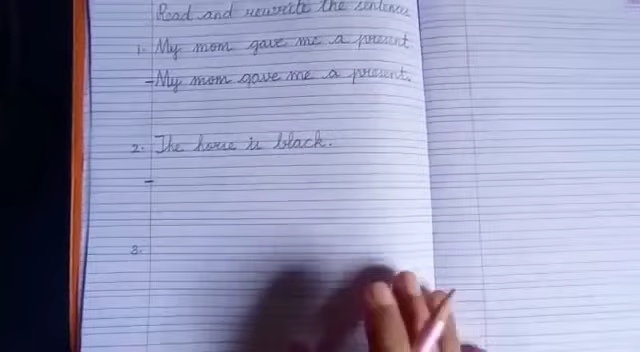 Read and rewrite the sentences
1. My mom gave me a present
- My mom gave me a present.
2. The horse is black.
-
3.